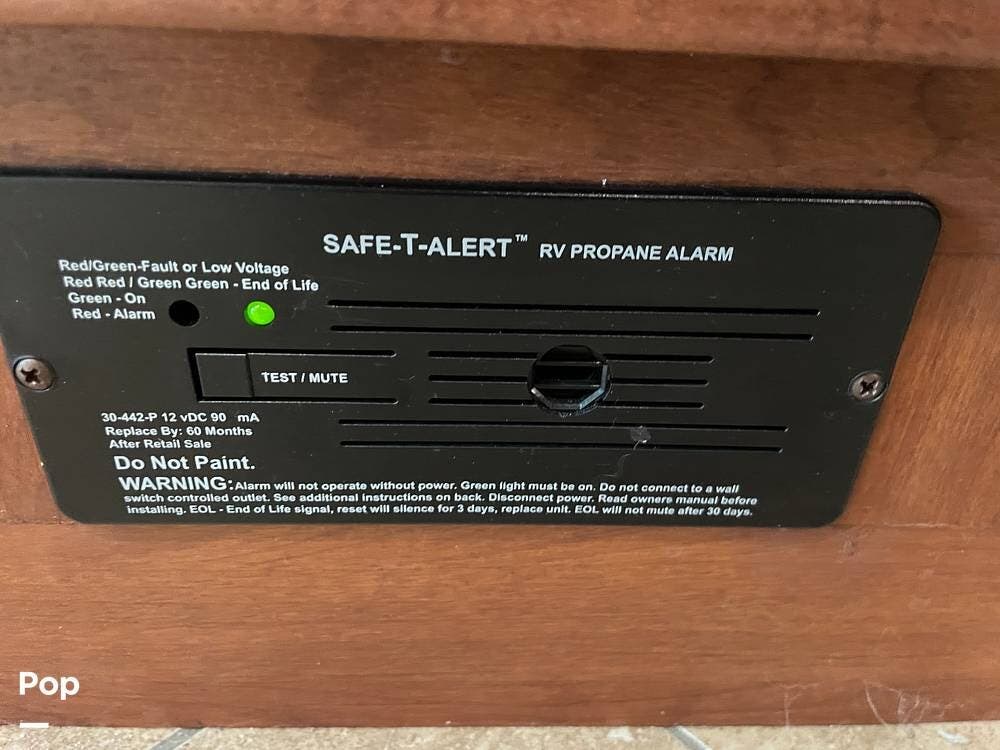 SAFE-T-ALERT™ RV PROPANE ALARM
Red/Green-Fault or Low Voltage
Red Red / Green Green - End of Life
Green - On
Red - Alarm
TEST / MUTE
30-442-P 12 vDC 90 mA
Replace By: 60 Months
After Retail Sale
Do Not Paint.
WARNING: Alarm will not operate without power. Green light must be on. Do not connect to a wall
switch controlled outlet. See additional instructions on back. Disconnect power. Read owners manual before
installing. EOL - End of Life signal, reset will silence for 3 days, replace unit. EOL will not mute after 30 days.
Pop